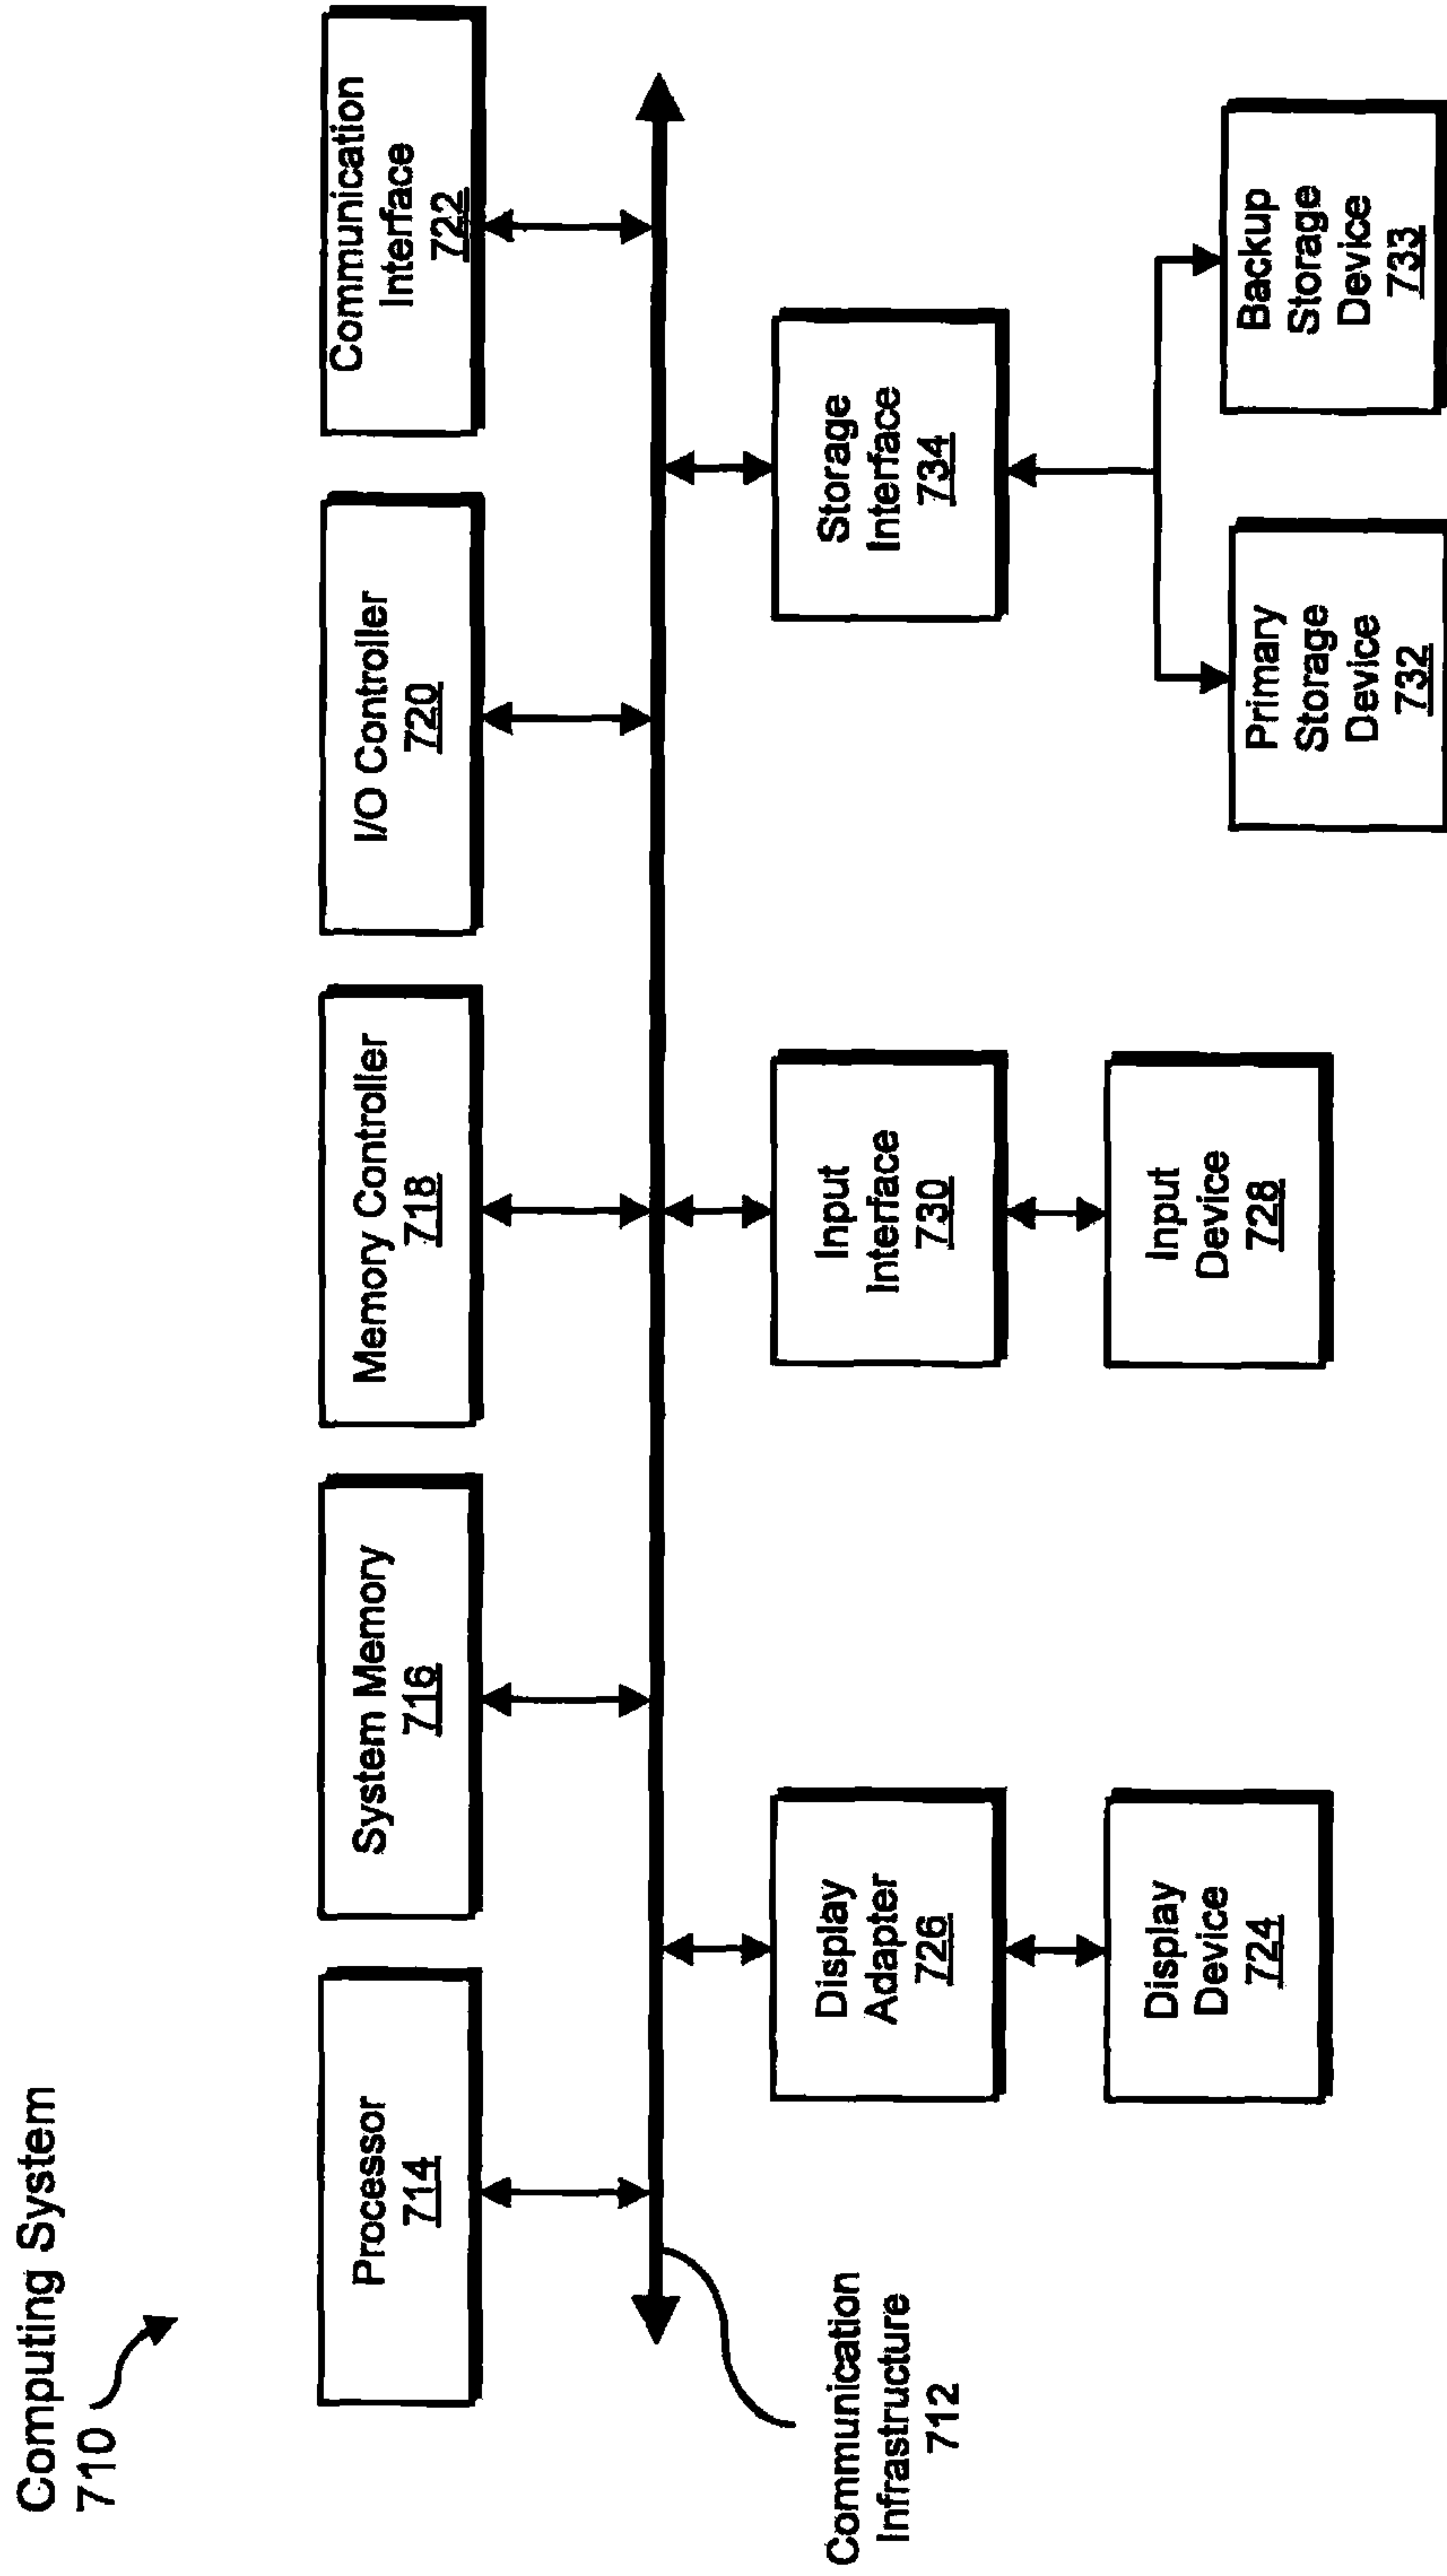 Computing System
710
Processor
714
System Memory
716
Memory Controller
718
I/O Controller
720
Communication
Interface
722
Communication
Infrastructure
712
Display
Adapter
726
Input
Interface
730
Storage
Interface
734
Display
Device
724
Input
Device
728
Primary
Storage
Device
732
Backup
Storage
Device
733